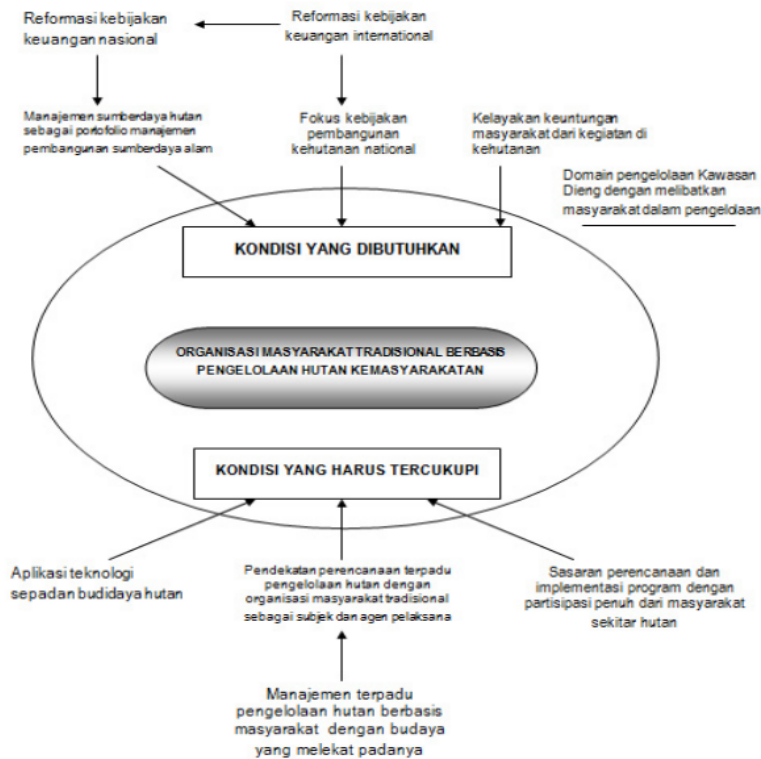 Reformasi kebijakan
keuangan nasional
Reformasi kebijakan
keuangan international
Manajemen sumberdaya hutan
sebagai portofolio manajemen
pembangunan sumberdaya alam
Fokus kebijakan
pembangunan
kehutanan national
Kelayakan keuntungan
masyarakat dari kegiatan di
kehutanan
Domain pengelolaan Kawasan
Dieng dengan melibatkan
masyarakat dalam pengelolaan
KONDISI YANG DIBUTUHKAN
ORGANISASI MASYARAKAT TRADISIONAL BERBASIS
PENGELOLAAN HUTAN KEMASYARAKATAN
KONDISI YANG HARUS TERCUKUPI
Aplikasi teknologi
sepadan budidaya hutan
Pendekatan perencanaan terpadu
pengelolaan hutan dengan
organisasi masyarakat tradisional
sebagai subjek dan agen pelaksana
Sasaran perencanaan dan
implementasi program dengan
partisipasi penuh dari masyarakat
sekitar hutan
Manajemen terpadu
pengelolaan hutan berbasis
masyarakat dengan budaya
yang melekat padanya